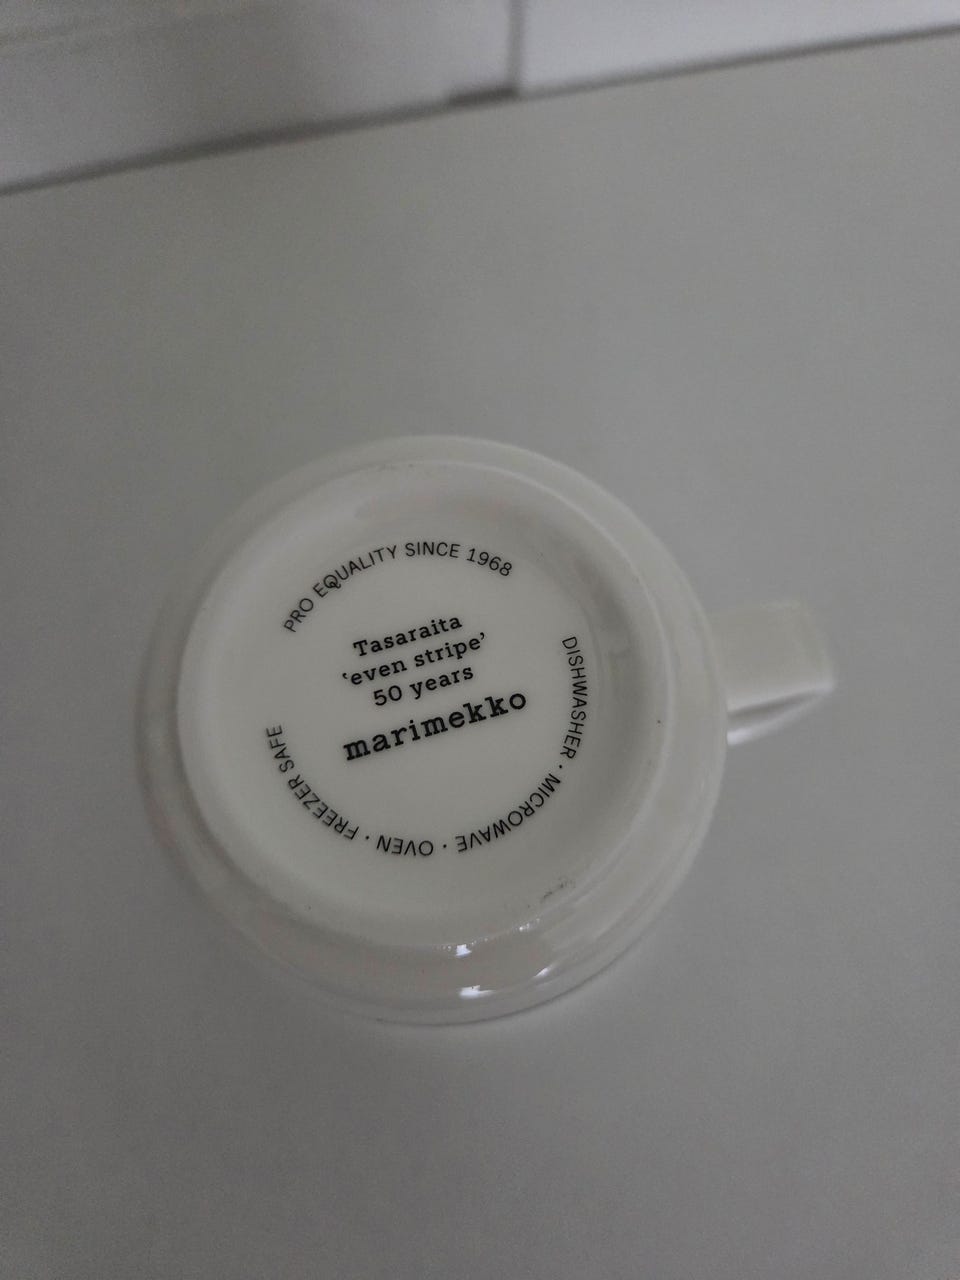 PRO EQUALITY SINCE 1968
Tasaraita
‘even stripe’
50 years
marimekko
DISHWASHER · MICROWAVE · OVEN · FREEZER SAFE